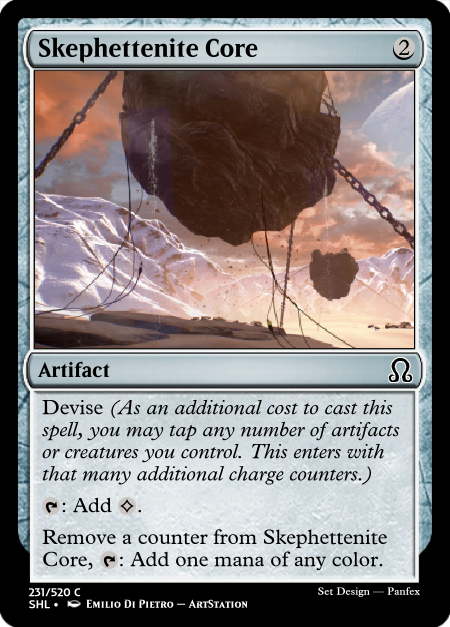 Skephettenite Core 2
Artifact
Devise (As an additional cost to cast this
spell, you may tap any number of artifacts
or creatures you control. This enters with
that many additional charge counters.)
: Add .
Remove a counter from Skephettenite
Core, : Add one mana of any color.
231/520 C
SHL • Emilio Di Pietro — ArtStation
Set Design — Panfex